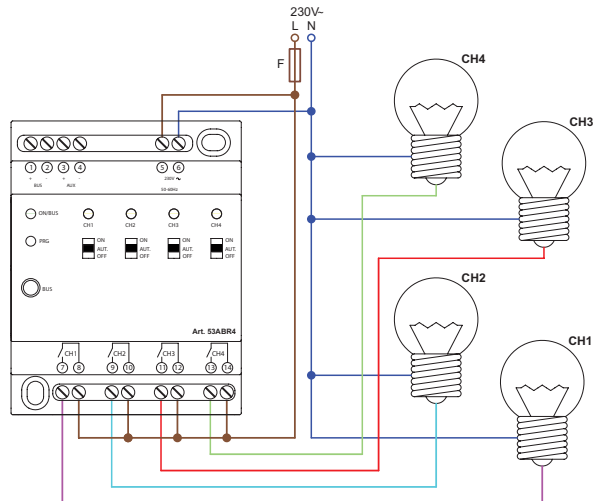 230V~
L N
F
CH4
CH3
CH2
CH1
1 2 3 4 5 6
+ - + - 230V ~
BUS AUX 50-60Hz
ON/BUS
CH1 CH2 CH3 CH4
PRG
ON ON ON ON
AUT. AUT. AUT. AUT.
OFF OFF OFF OFF
BUS
Art. 53ABR4
CH1 CH2 CH3 CH4
7 8 9 10 11 12 13 14